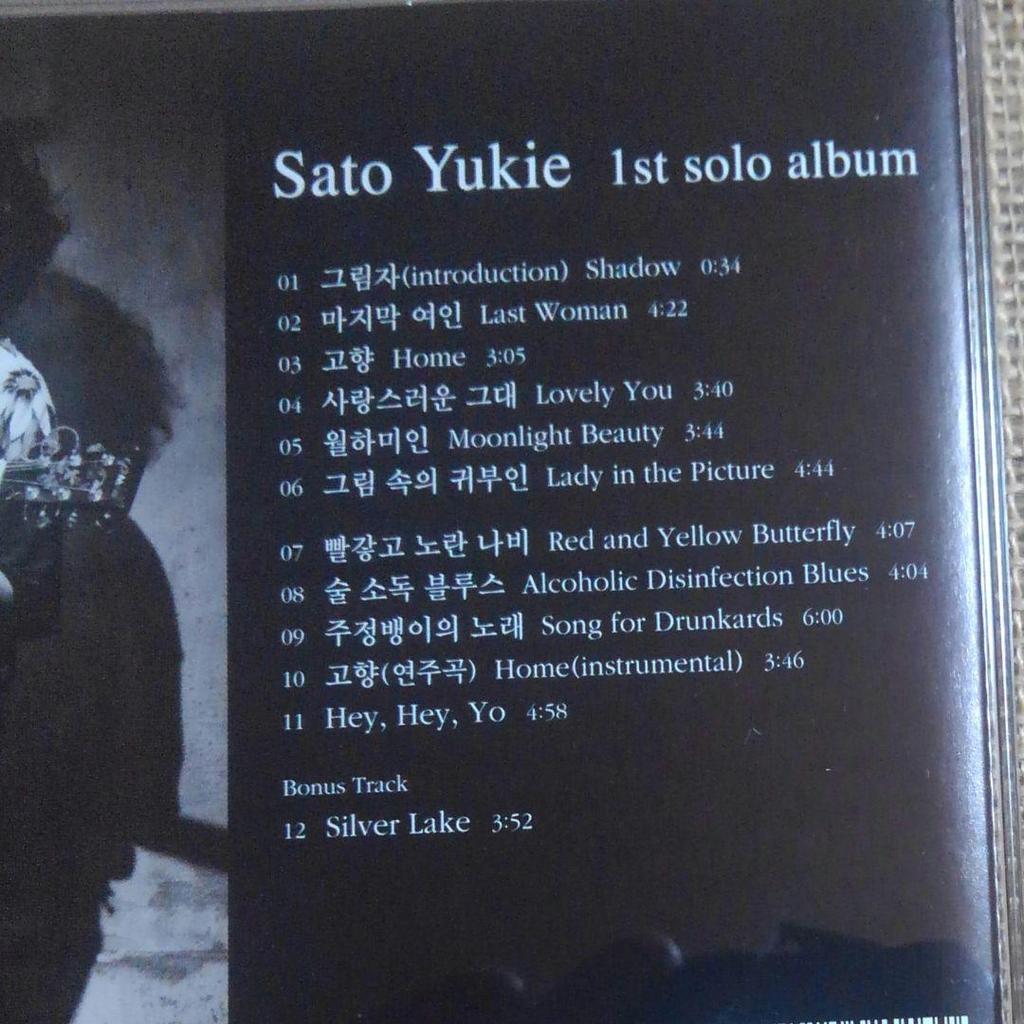 Sato Yukie 1st solo album
01 그림자(introduction) Shadow 0:34
02 마지막 여인 Last Woman 4:22
03 고향 Home 3:05
04 사랑스러운 그대 Lovely You 3:40
05 월하미인 Moonlight Beauty 3:44
06 그림 속의 귀부인 Lady in the Picture 4:44
07 빨갛고 노란 나비 Red and Yellow Butterfly 4:07
08 술 소독 블루스 Alcoholic Disinfection Blues 4:04
09 주정뱅이의 노래 Song for Drunkards 6:00
10 고향(연주곡) Home(instrumental) 3:46
11 Hey, Hey, Yo 4:58
Bonus Track
12 Silver Lake 3:52